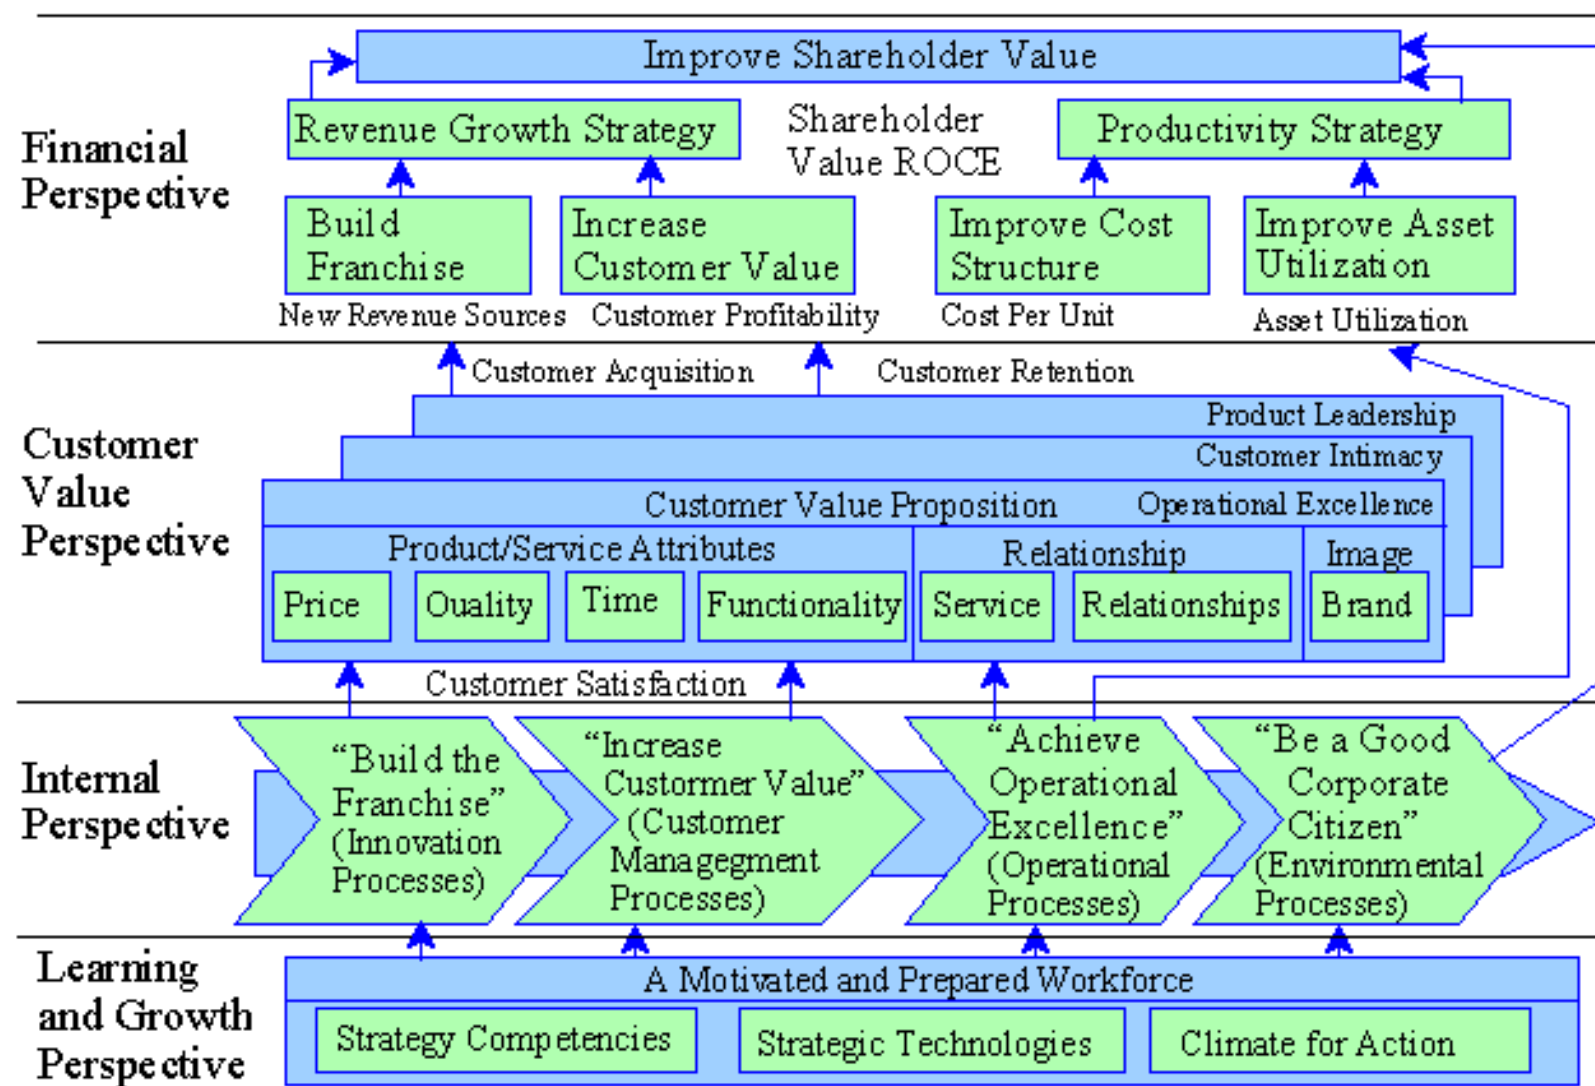 Improve Shareholder Value
Revenue Growth Strategy
Shareholder
Value ROCE
Productivity Strategy
Financial
Perspective
Build
Franchise
Increase
Customer Value
Improve Cost
Structure
Improve Asset
Utilization
New Revenue Sources
Customer Profitability
Cost Per Unit
Asset Utilization
Customer Acquisition
Customer Retention
Customer
Value
Perspective
Product Leadership
Customer Intimacy
Customer Value Proposition
Operational Excellence
Product/Service Attributes
Relationship
Image
Price
Quality
Time
Functionality
Service
Relationships
Brand
Customer Satisfaction
Internal
Perspective
“Build the
Franchise”
(Innovation
Processes)
“Increase
Custormer Value”
(Customer
Managegment
Processes)
“Achieve
Operational
Excellence”
(Operational
Processes)
“Be a Good
Corporate
Citizen”
(Environmental
Processes)
Learning
and Growth
Perspective
A Motivated and Prepared Workforce
Strategy Competencies
Strategic Technologies
Climate for Action